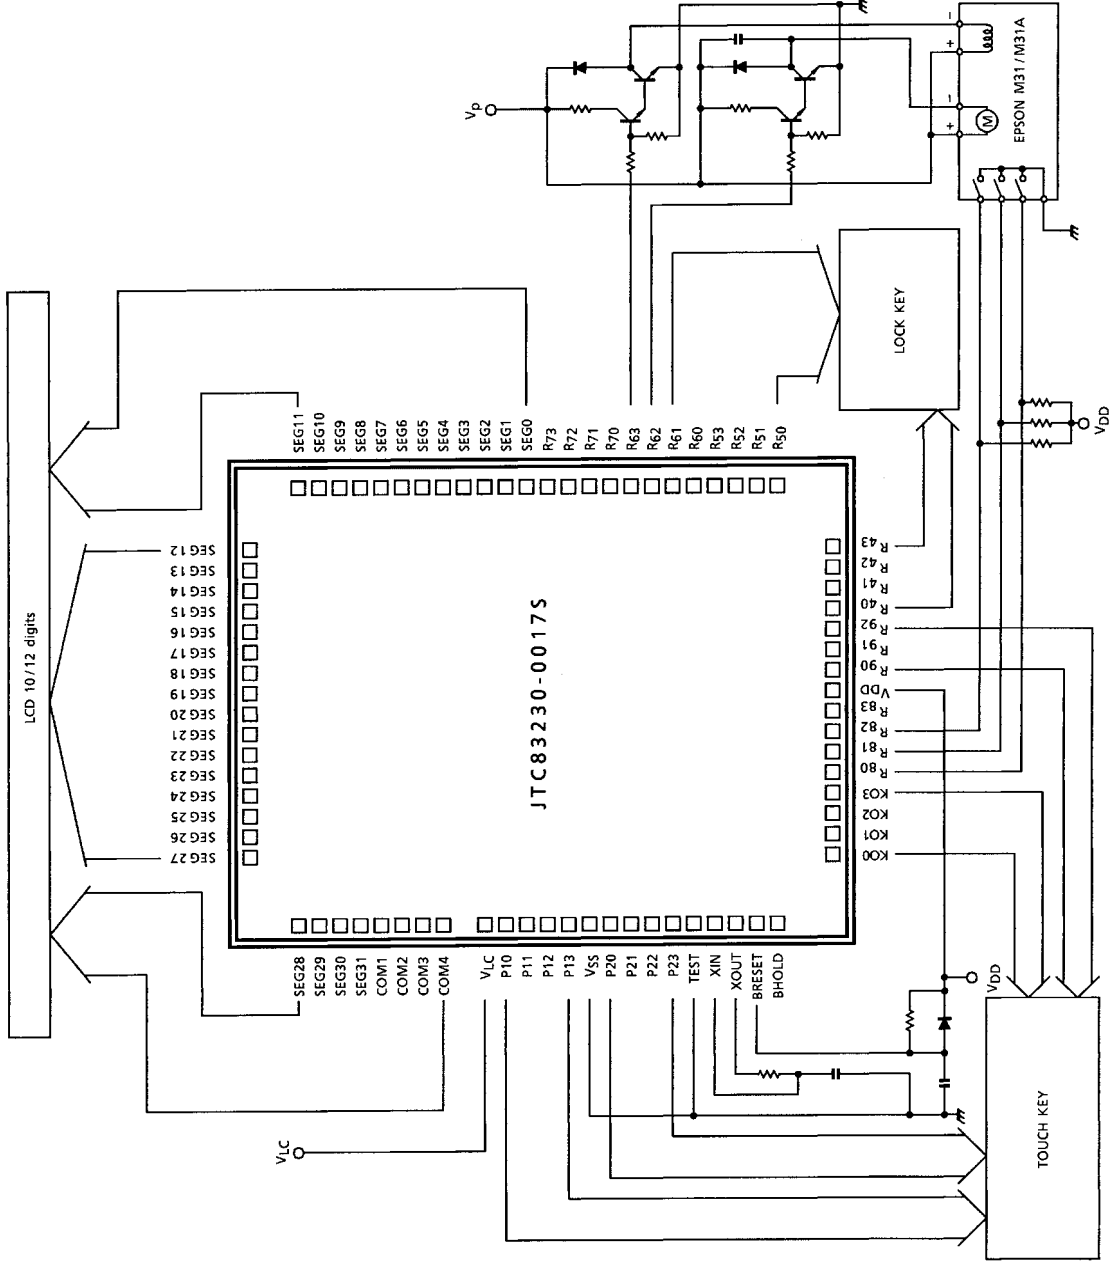 EPSON M31/M31A
-
+
-
+
M
Vp
LOCK KEY
VDD
LCD 10/12 digits
SEG11
SEG10
SEG9
SEG8
SEG7
SEG6
SEG5
SEG4
SEG3
SEG2
SEG1
SEG0
R73
R72
R71
R70
R63
R62
R61
R60
R53
R52
R51
R50
SEG12
SEG13
SEG14
SEG15
SEG16
SEG17
SEG18
SEG19
SEG20
SEG21
SEG22
SEG23
SEG24
SEG25
SEG26
SEG27
JTC83230-0017S
R43
R42
R41
R40
R92
R91
R90
VDD
R83
R82
R81
R80
KO3
KO2
KO1
KO0
SEG28
SEG29
SEG30
SEG31
COM1
COM2
COM3
COM4
VLC
P10
P11
P12
P13
VSS
P20
P21
P22
P23
TEST
XIN
XOUT
BRESET
BHOLD
VDD
VLC
TOUCH KEY